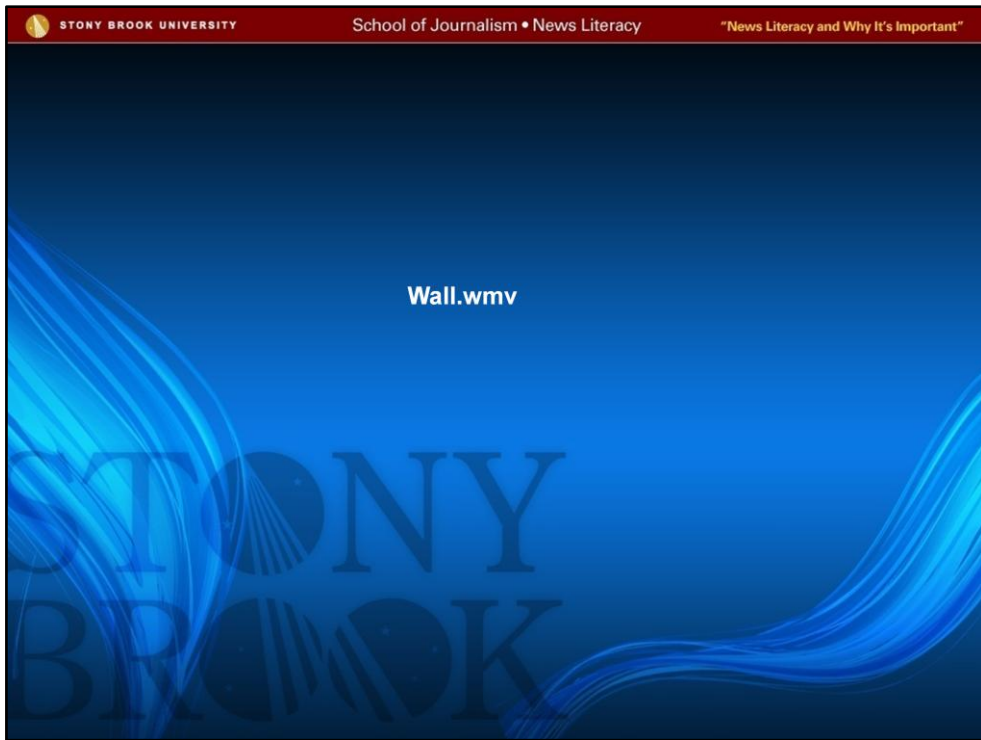 STONY BROOK UNIVERSITY School of Journalism • News Literacy "News Literacy and Why It's Important"
Wall.wmv
STONY
BROOK